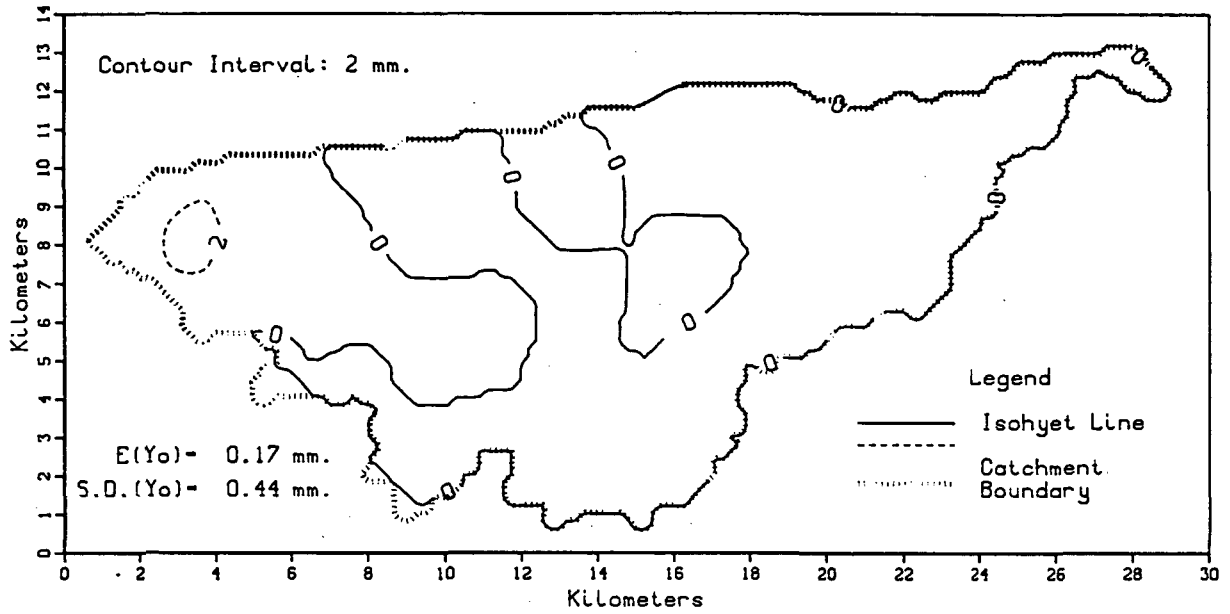 14
13
12
11
10
9
8
7
6
5
4
3
2
1
0
Kilometers
Contour Interval: 2 mm.
0
0
0
0
0
0
2
0
0
0
0
0
E(Yo)= 0.17 mm.
S.D.(Yo)= 0.44 mm.
Legend
Isohyet Line
Catchment
Boundary
0 2 4 6 8 10 12 14 16 18 20 22 24 26 28 30
Kilometers